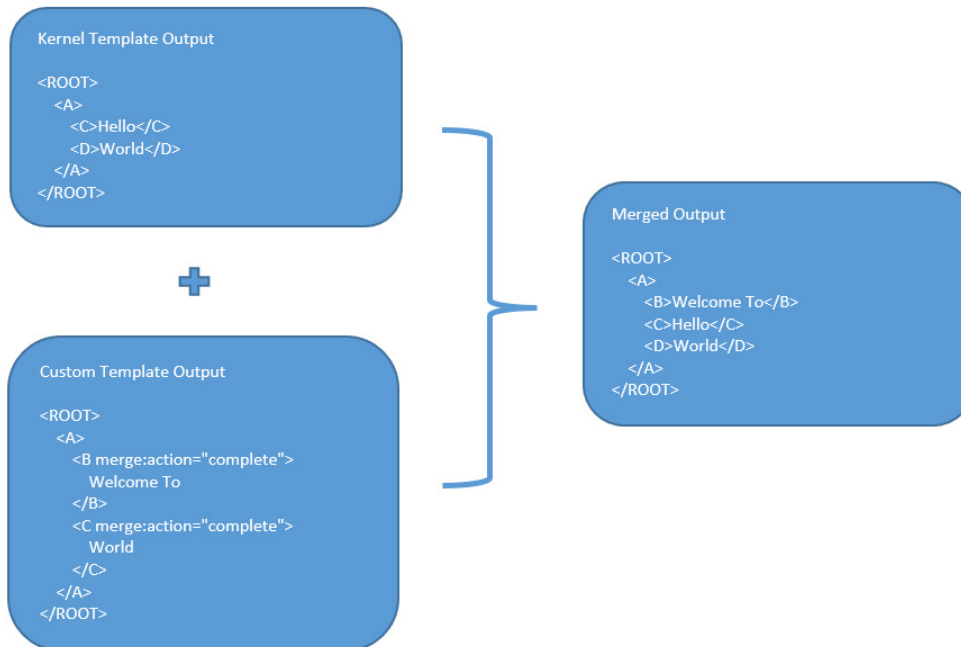 Kernel Template Output
<ROOT>
<A>
<C>Hello</C>
<D>World</D>
</A>
</ROOT>
Custom Template Output
<ROOT>
<A>
<B merge:action="complete">
Welcome To
</B>
<C merge:action="complete">
World
</C>
</A>
</ROOT>
Merged Output
<ROOT>
<A>
<B>Welcome To</B>
<C>Hello</C>
<D>World</D>
</A>
</ROOT>